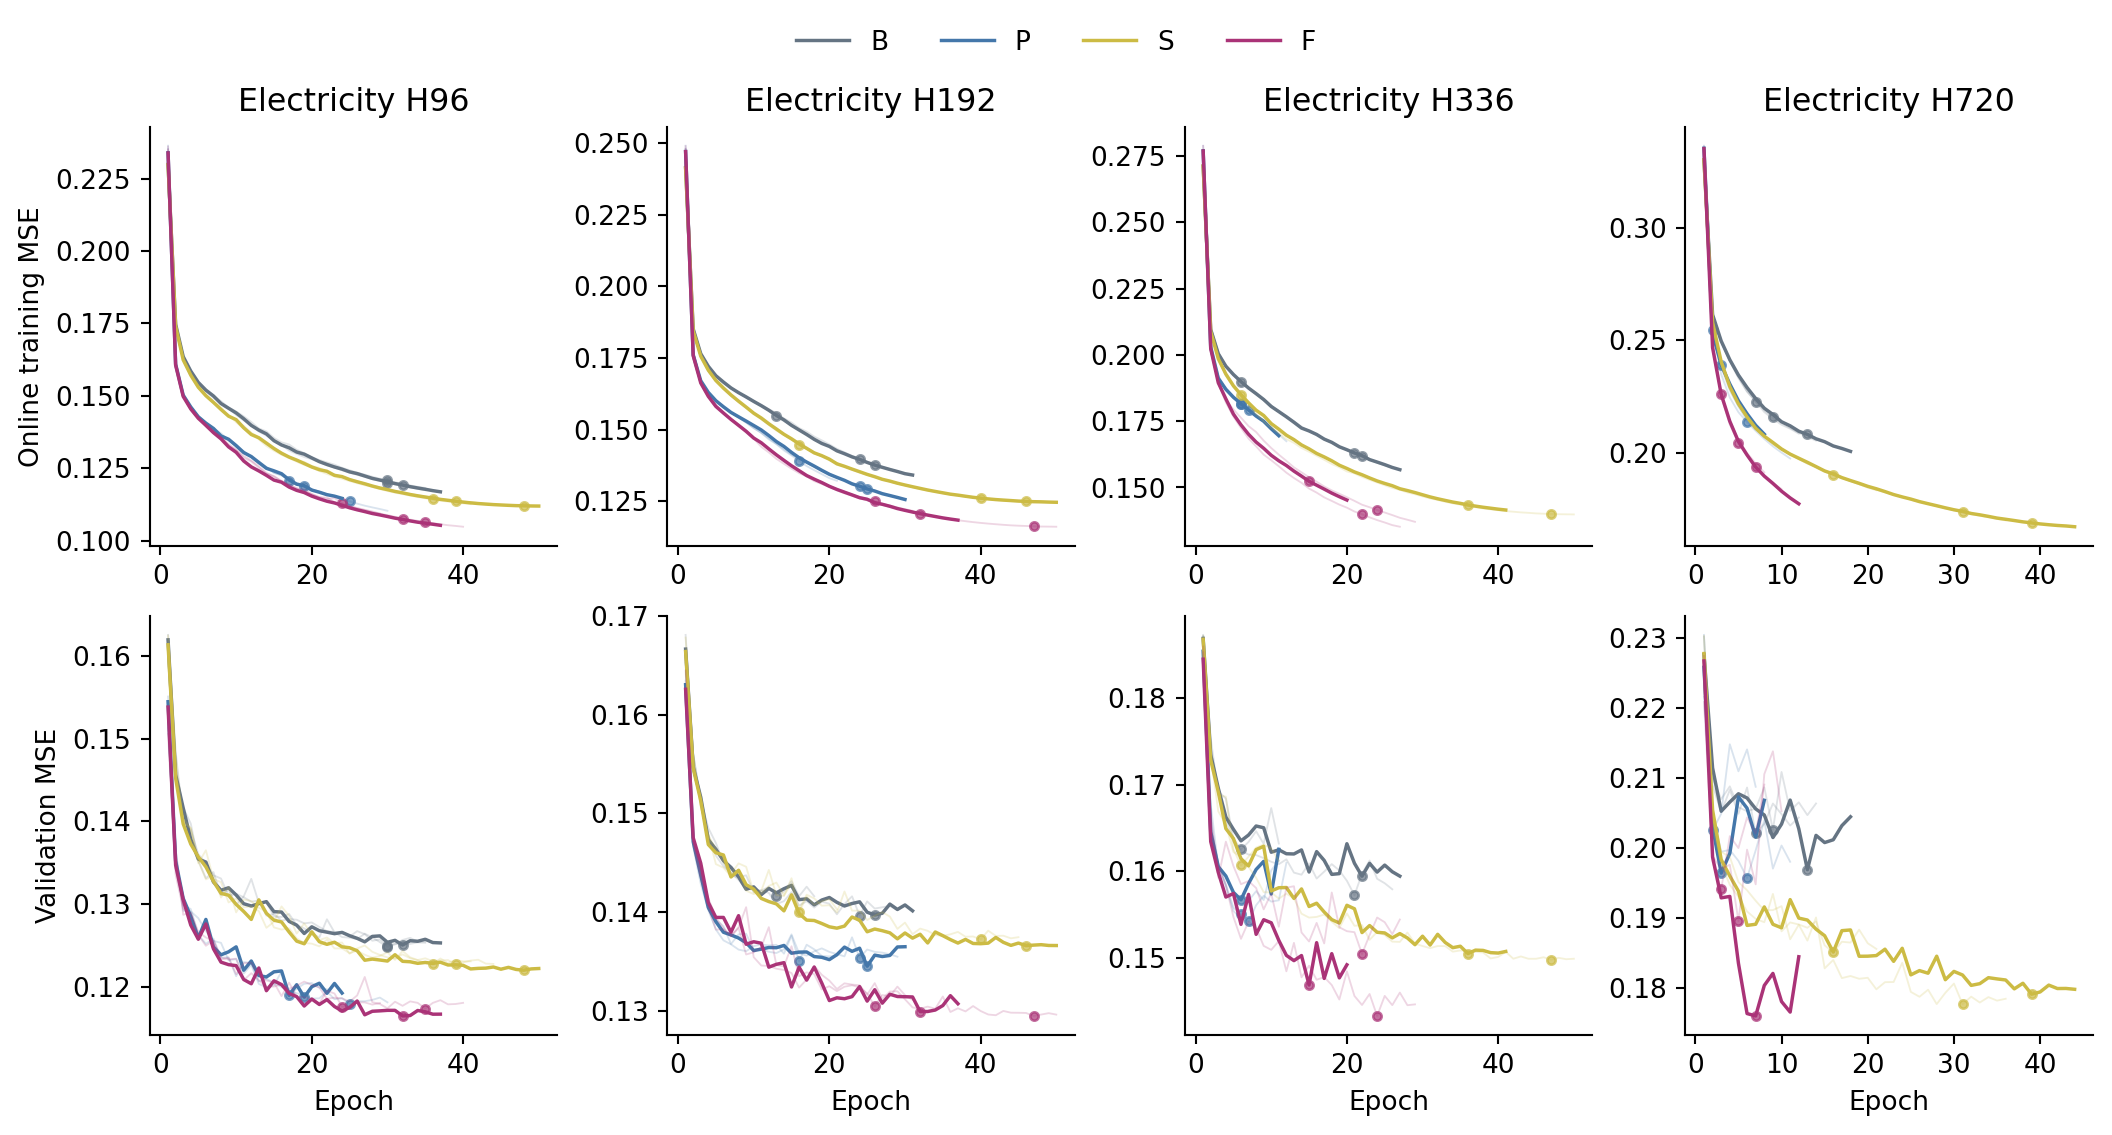 B P S F
Electricity H96 Electricity H192 Electricity H336 Electricity H720
Online training MSE
0.225
0.200
0.175
0.150
0.125
0.100
0 20 40
0.250
0.225
0.200
0.175
0.150
0.125
0 20 40
0.275
0.250
0.225
0.200
0.175
0.150
0 20 40
0.30
0.25
0.20
0 10 20 30 40
Validation MSE
0.16
0.15
0.14
0.13
0.12
0 20 40
Epoch
0.17
0.16
0.15
0.14
0.13
0 20 40
Epoch
0.18
0.17
0.16
0.15
0 20 40
Epoch
0.23
0.22
0.21
0.20
0.19
0.18
0 10 20 30 40
Epoch